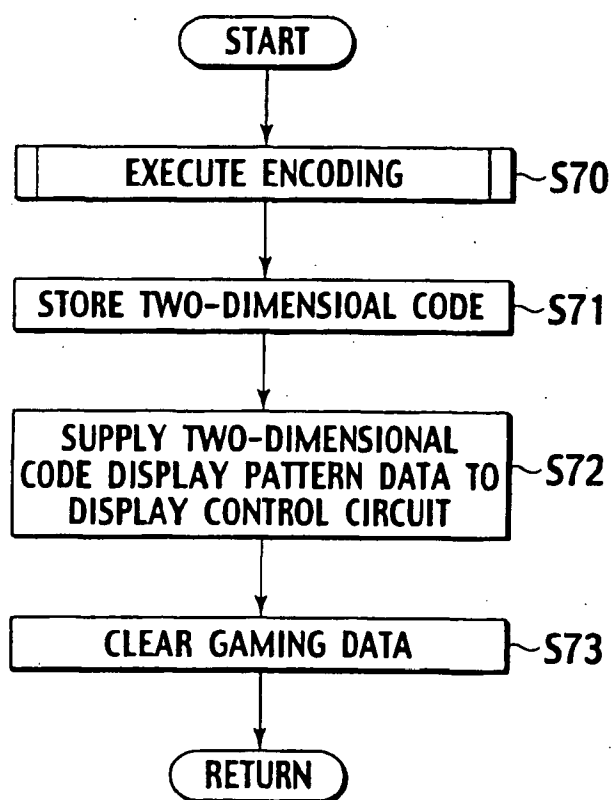 START
EXECUTE ENCODING
S70
STORE TWO-DIMENSIOAL CODE
S71
SUPPLY TWO-DIMENSIONAL
CODE DISPLAY PATTERN DATA TO
DISPLAY CONTROL CIRCUIT
S72
CLEAR GAMING DATA
S73
RETURN